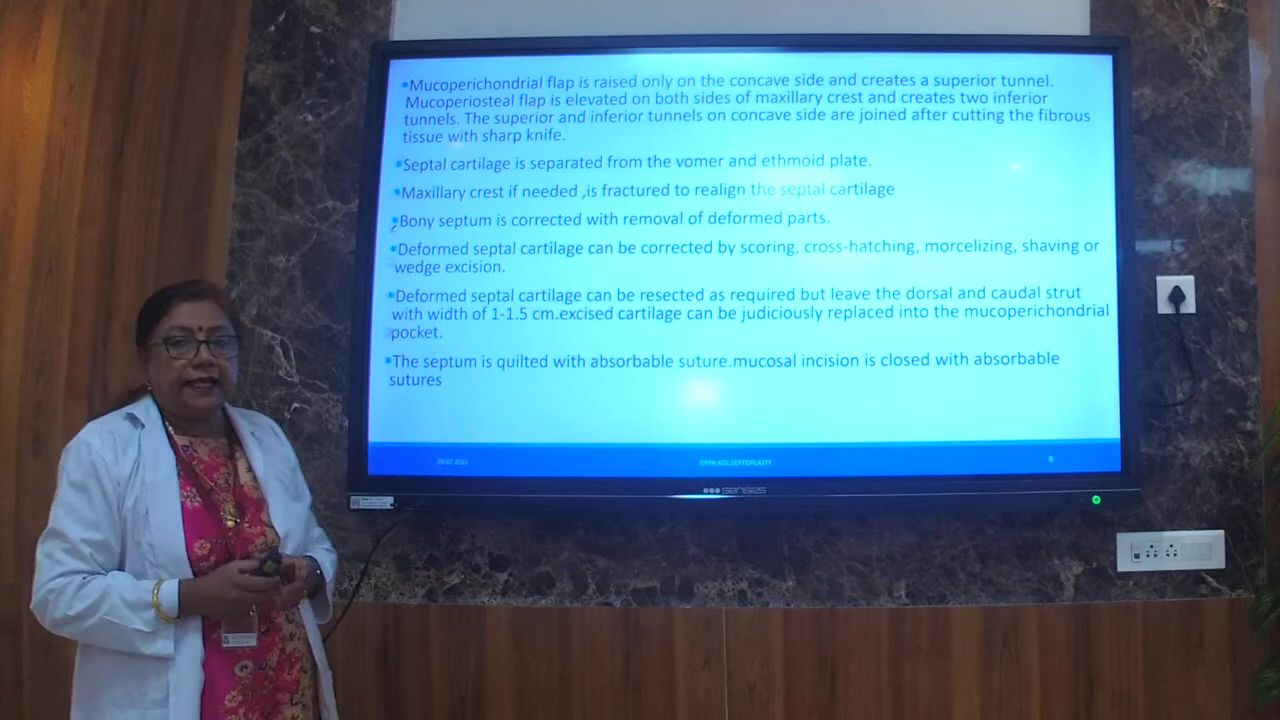 Mucoperichondrial flap is raised only on the concave side and creates a superior tunnel.
Mucoperiosteal flap is elevated on both sides of maxillary crest and creates two inferior
tunnels. The superior and inferior tunnels on concave side are joined after cutting the fibrous
tissue with sharp knife.
Septal cartilage is separated from the vomer and ethmoid plate.
Maxillary crest if needed ,is fractured to realign the septal cartilage
Bony septum is corrected with removal of deformed parts.
Deformed septal cartilage can be corrected by scoring, cross-hatching, morcelizing, shaving or
wedge excision.
Deformed septal cartilage can be resected as required but leave the dorsal and caudal strut
with width of 1-1.5 cm.excised cartilage can be judiciously replaced into the mucoperichondrial
pocket.
The septum is quilted with absorbable suture.mucosal incision is closed with absorbable
sutures
SEPTOPLASTY
8
senses